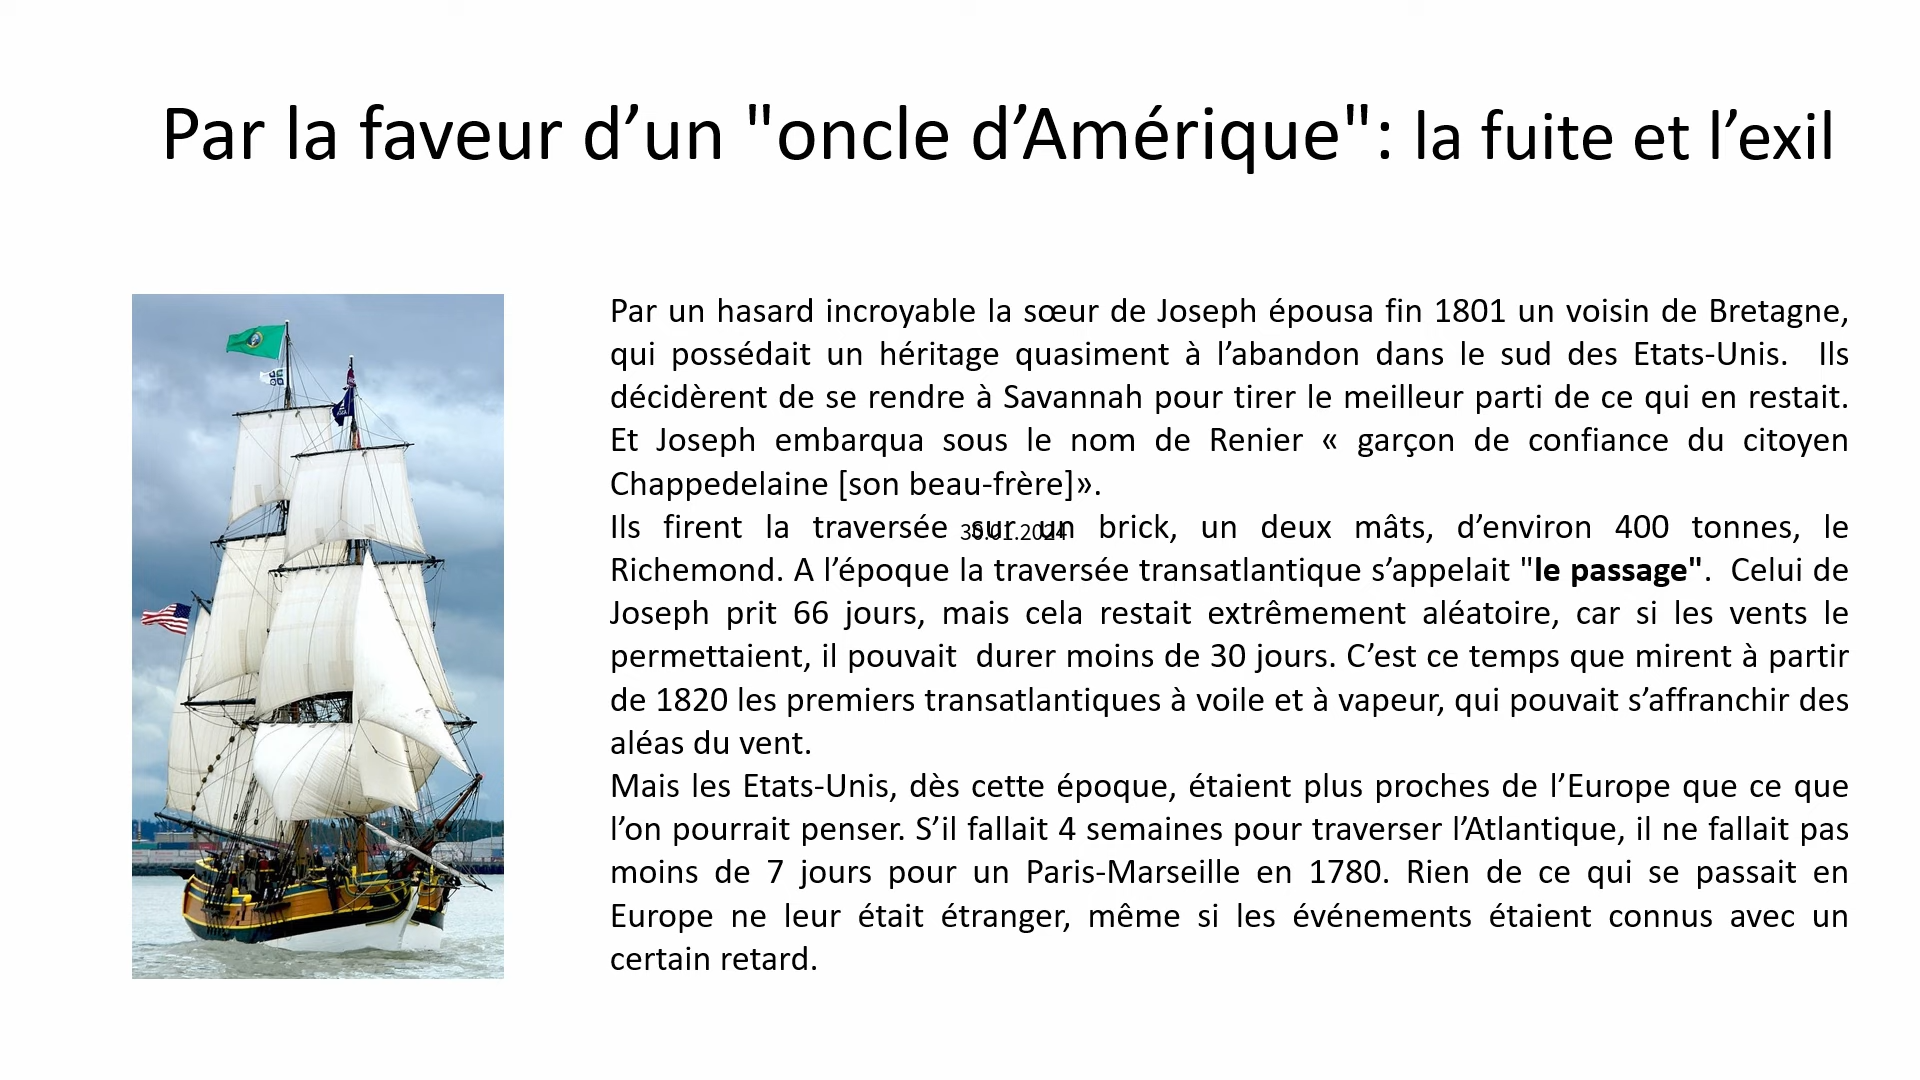 Par la faveur d’un "oncle d’Amérique": la fuite et l’exil
Par un hasard incroyable la sœur de Joseph épousa fin 1801 un voisin de Bretagne,
qui possédait un héritage quasiment à l’abandon dans le sud des Etats-Unis.  Ils
décidèrent de se rendre à Savannah pour tirer le meilleur parti de ce qui en restait.
Et Joseph embarqua sous le nom de Renier « garçon de confiance du citoyen
Chappedelaine [son beau-frère]».
Ils firent la traversée sur un brick, un deux mâts, d’environ 400 tonnes, le
30.01.2024
Richemond. A l’époque la traversée transatlantique s’appelait "le passage".  Celui de
Joseph prit 66 jours, mais cela restait extrêmement aléatoire, car si les vents le
permettaient, il pouvait  durer moins de 30 jours. C’est ce temps que mirent à partir
de 1820 les premiers transatlantiques à voile et à vapeur, qui pouvait s’affranchir des
aléas du vent.
Mais les Etats-Unis, dès cette époque, étaient plus proches de l’Europe que ce que
l’on pourrait penser. S’il fallait 4 semaines pour traverser l’Atlantique, il ne fallait pas
moins de 7 jours pour un Paris-Marseille en 1780. Rien de ce qui se passait en
Europe ne leur était étranger, même si les événements étaient connus avec un
certain retard.